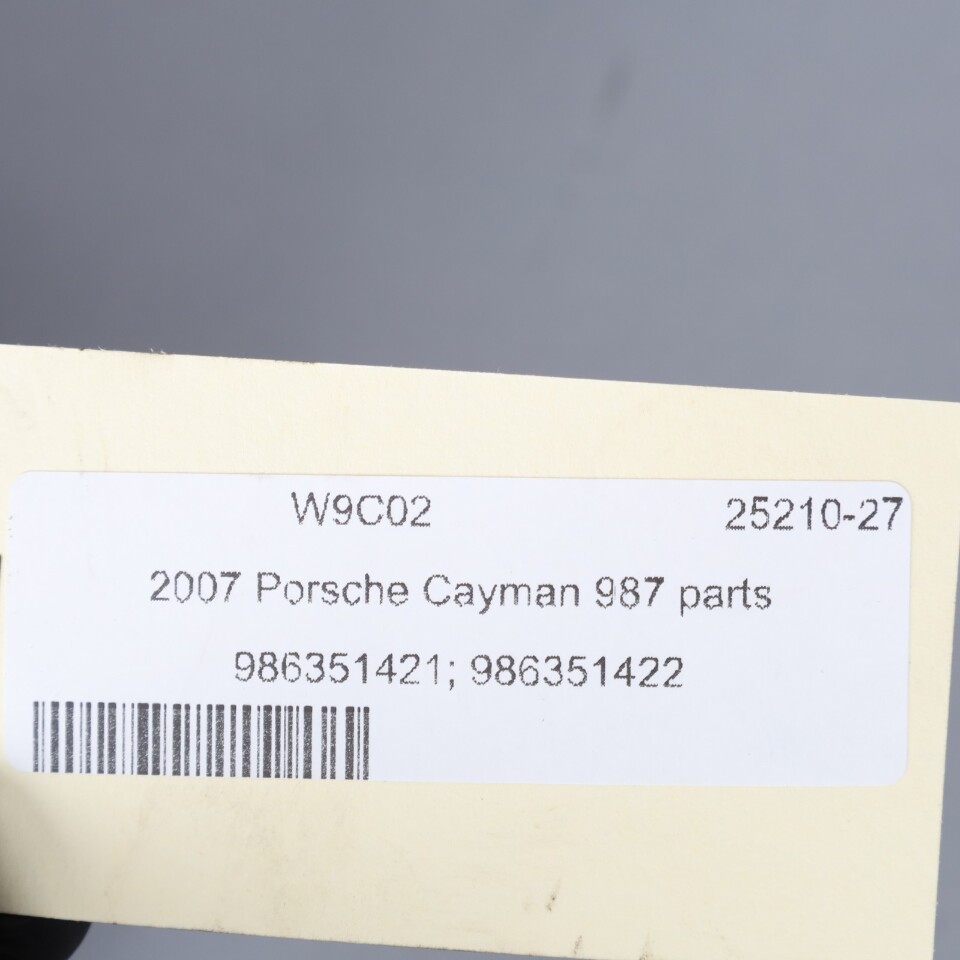 W9C02 25210-27
2007 Porsche Cayman 987 parts
986351421; 986351422